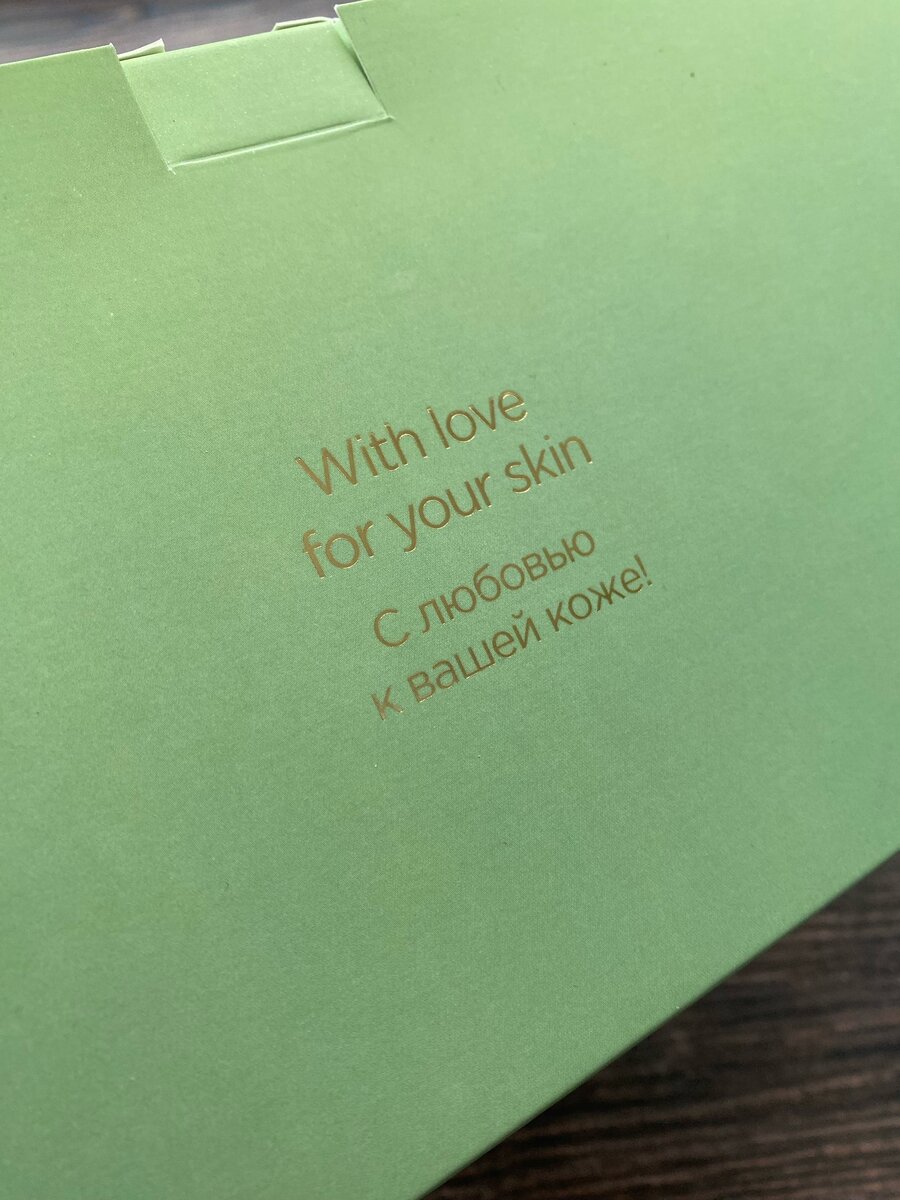 With love
for your skin
С любовью
к вашей коже!